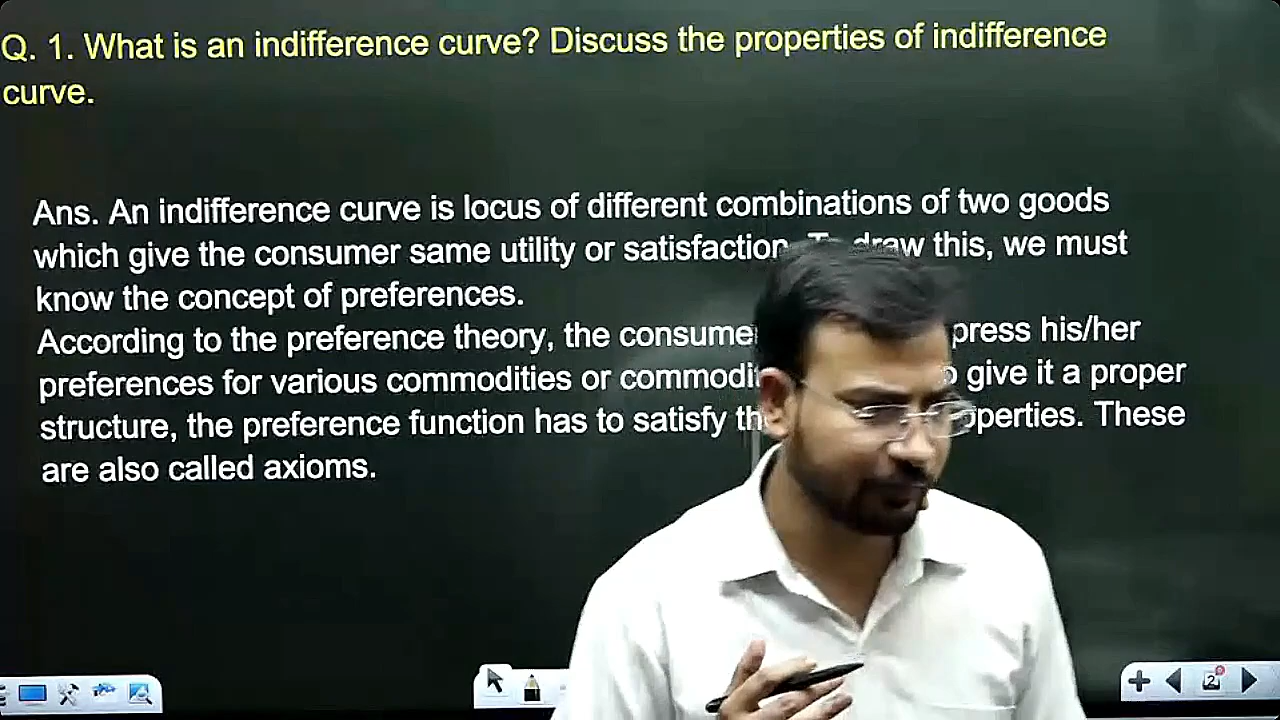 Q. 1. What is an indifference curve? Discuss the properties of indifference
curve.
Ans. An indifference curve is locus of different combinations of two goods
which give the consumer same utility or satisfaction. draw this, we must
know the concept of preferences.
According to the preference theory, the his/her
preferences for various commodities or give it a proper
structure, the preference function has to satisfy These
are also called axioms.
2